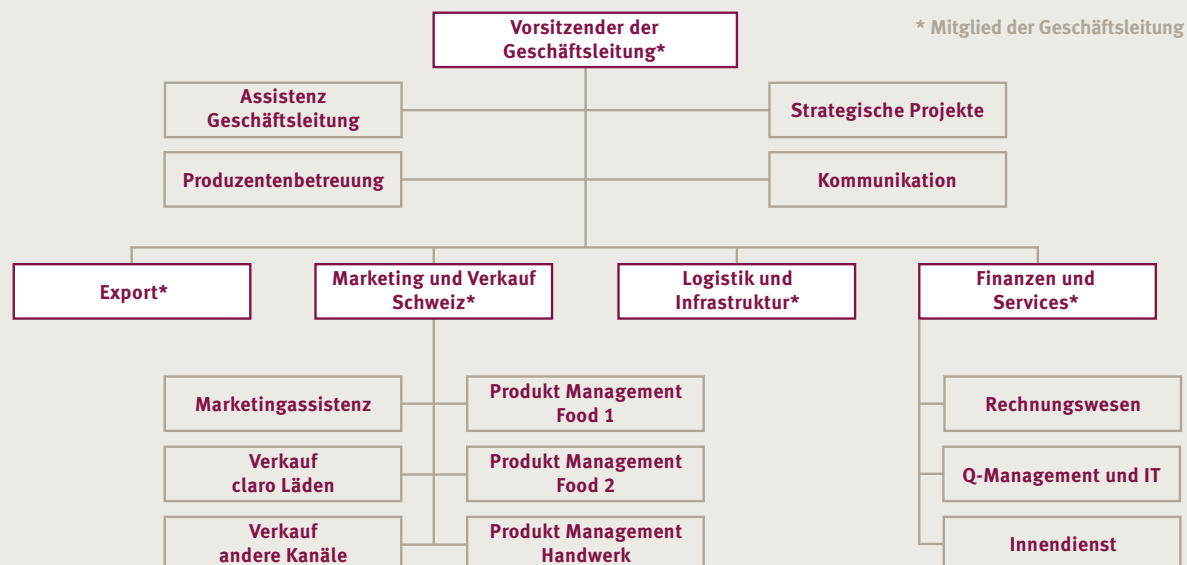 Vorsitzender der
Geschäftsleitung*
* Mitglied der Geschäftsleitung
Assistenz
Geschäftsleitung
Strategische Projekte
Produzentenbetreuung
Kommunikation
Export*
Marketing und Verkauf
Schweiz*
Logistik und
Infrastruktur*
Finanzen und
Services*
Marketingassistenz
Produkt Management
Food 1
Rechnungswesen
Verkauf
claro Läden
Produkt Management
Food 2
Q-Management und IT
Verkauf
andere Kanäle
Produkt Management
Handwerk
Innendienst